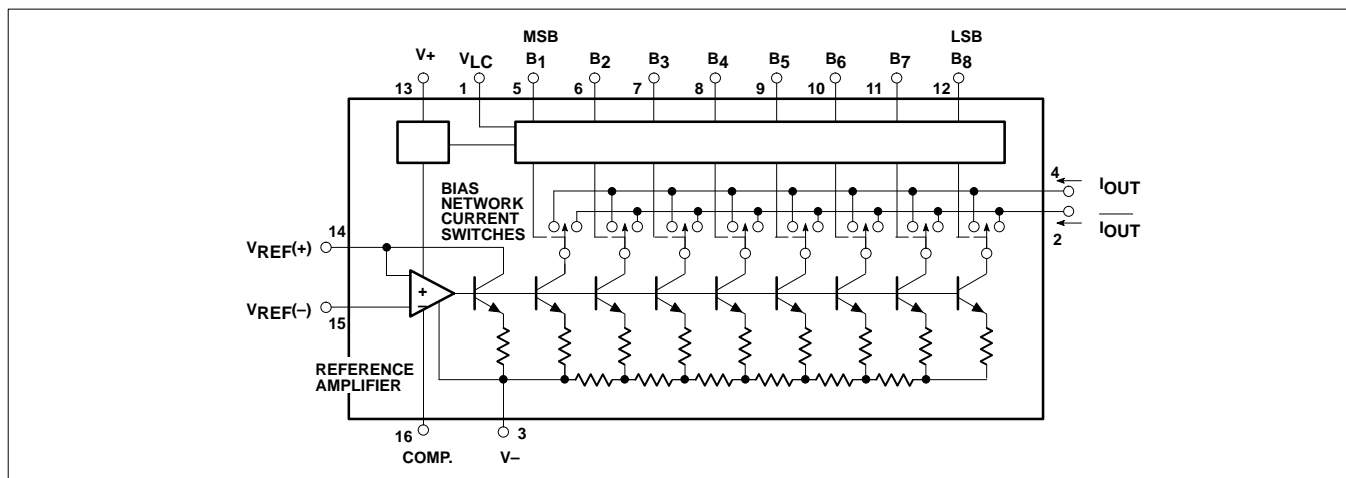 MSB LSB
V+ VLC B1 B2 B3 B4 B5 B6 B7 B8
13 1 5 6 7 8 9 10 11 12
4
IOUT
BIAS
NETWORK
CURRENT
SWITCHES
2
IOUT
14
VREF(+)
+
–
VREF(–)
15
REFERENCE
AMPLIFIER
16 3
COMP. V–